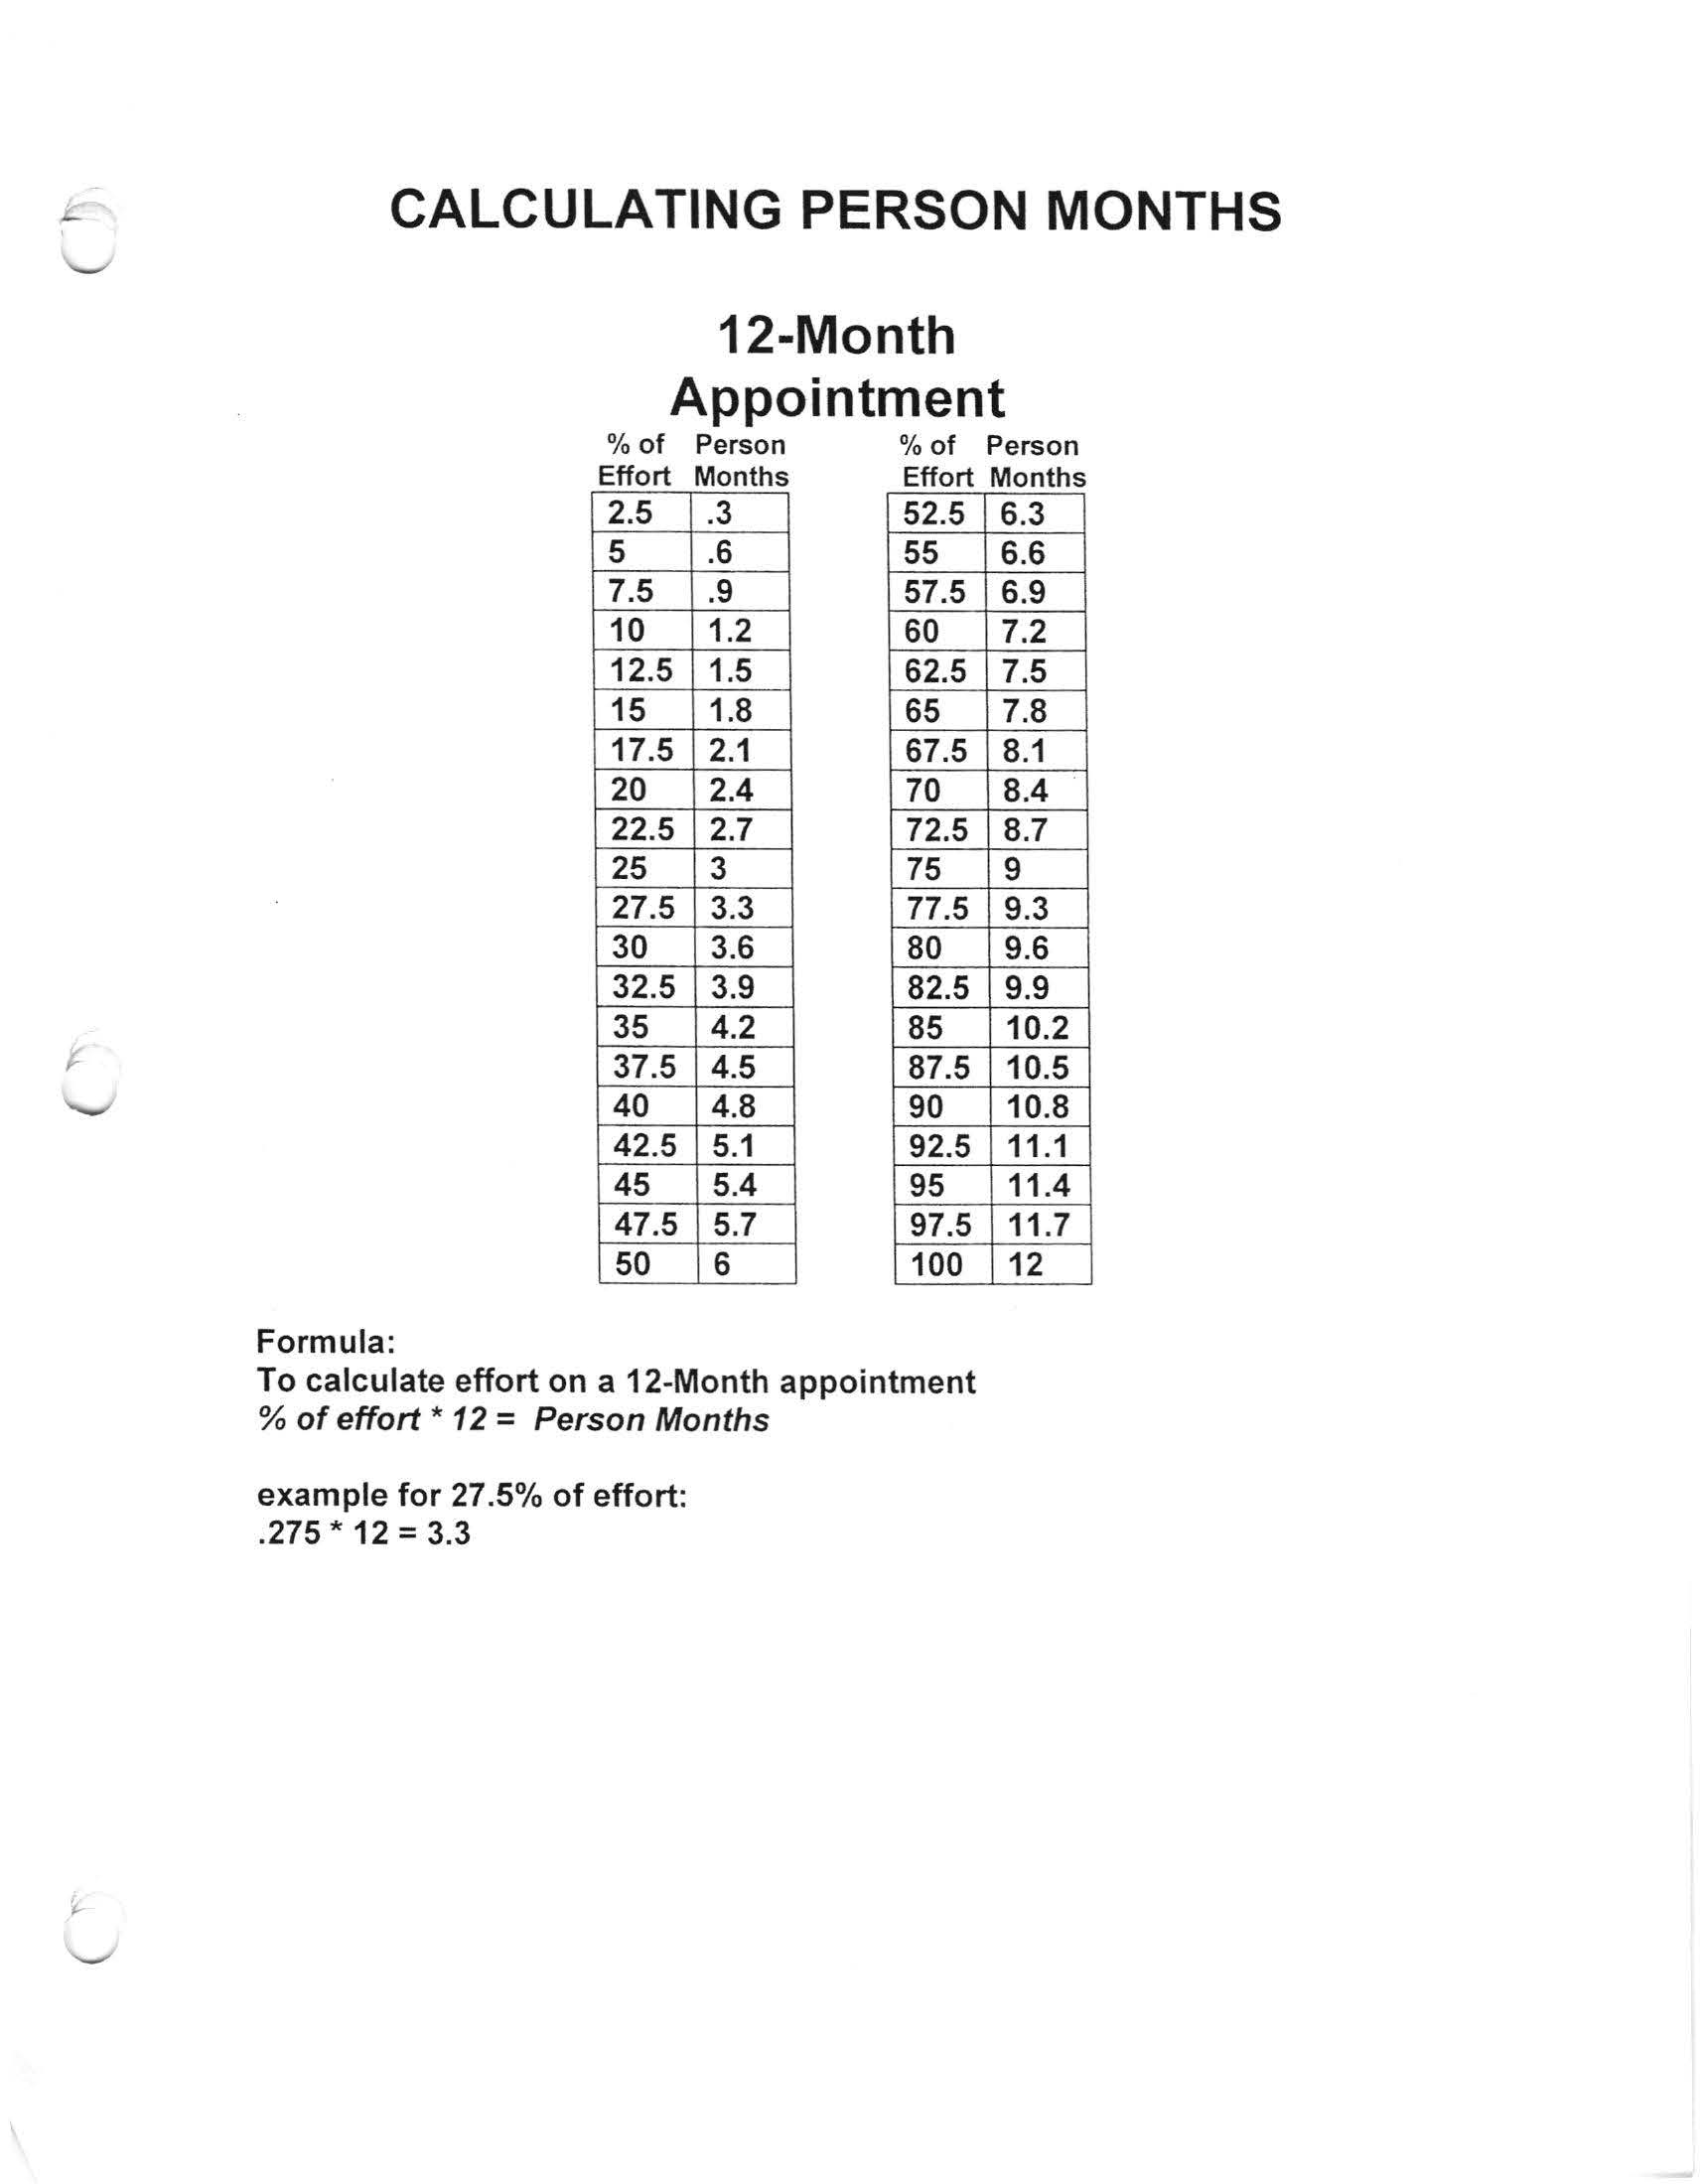 CALCULATING PERSON MONTHS
12-Month
Appointment
% of Person % of Person
Effort Months Effort Months
2.5 .3 52.5 6.3
5 .6 55 6.6
7.5 .9 57.5 6.9
10 1.2 60 7.2
12.5 1.5 62.5 7.5
15 1.8 65 7.8
17.5 2.1 67.5 8.1
20 2.4 70 8.4
22.5 2.7 72.5 8.7
25 3 75 9
27.5 3.3 77.5 9.3
30 3.6 80 9.6
32.5 3.9 82.5 9.9
35 4.2 85 10.2
37.5 4.5 87.5 10.5
40 4.8 90 10.8
42.5 5.1 92.5 11.1
45 5.4 95 11.4
47.5 5.7 97.5 11.7
50 6 100 12
Formula:
To calculate effort on a 12-Month appointment
% of effort * 12 = Person Months
example for 27.5% of effort:
.275 * 12 = 3.3